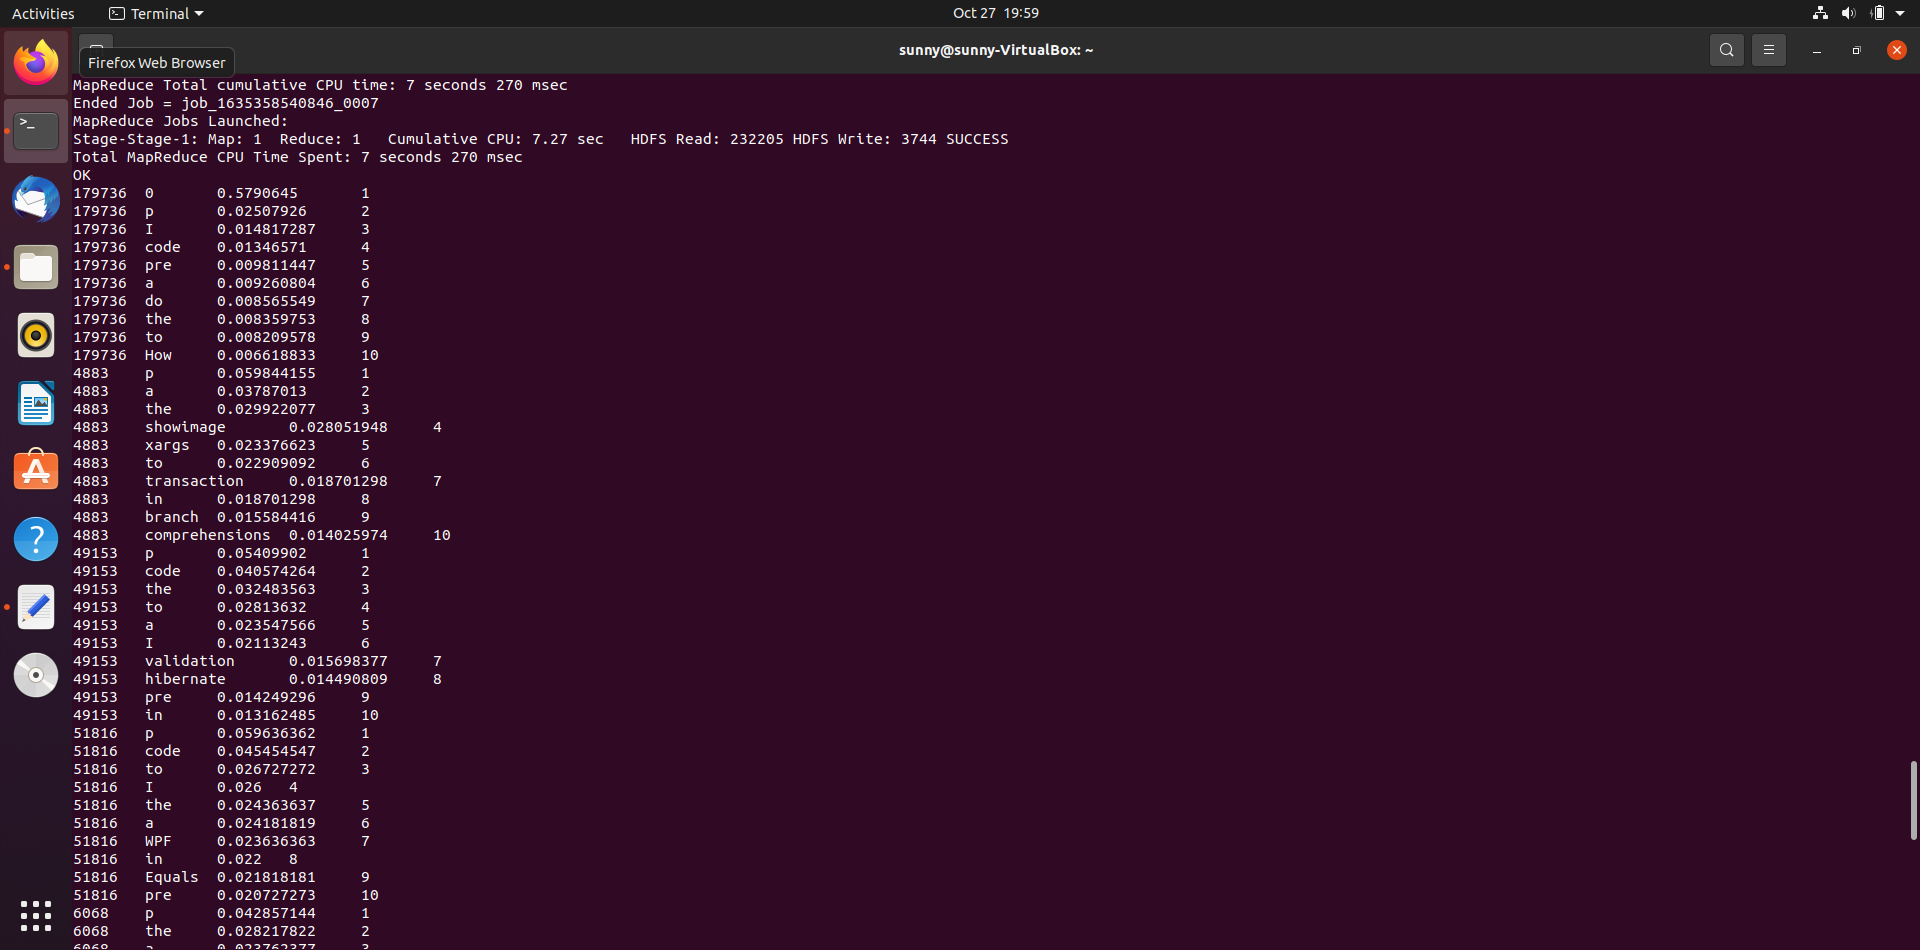 Activities
Terminal
Oct 27 19:59
sunny@sunny-VirtualBox: ~
Firefox Web Browser
MapReduce Total cumulative CPU time: 7 seconds 270 msec
Ended Job = job_1635358540846_0007
MapReduce Jobs Launched:
Stage-Stage-1: Map: 1  Reduce: 1   Cumulative CPU: 7.27 sec   HDFS Read: 232205 HDFS Write: 3744 SUCCESS
Total MapReduce CPU Time Spent: 7 seconds 270 msec
OK
179736 0 0.5790645 1
179736 p 0.02507926 2
179736 I 0.014817287 3
179736 code 0.01346571 4
179736 pre 0.009811447 5
179736 a 0.009260804 6
179736 do 0.008565549 7
179736 the 0.008359753 8
179736 to 0.008209578 9
179736 How 0.006618833 10
4883 p 0.059844155 1
4883 a 0.03787013 2
4883 the 0.029922077 3
4883 showimage 0.028051948 4
4883 xargs 0.023376623 5
4883 to 0.022909092 6
4883 transaction 0.018701298 7
4883 in 0.018701298 8
4883 branch 0.015584416 9
4883 comprehensions 0.014025974 10
49153 p 0.05409902 1
49153 code 0.040574264 2
49153 the 0.032483563 3
49153 to 0.02813632 4
49153 a 0.023547566 5
49153 I 0.02113243 6
49153 validation 0.015698377 7
49153 hibernate 0.014490809 8
49153 pre 0.014249296 9
49153 in 0.013162485 10
51816 p 0.059636362 1
51816 code 0.045454547 2
51816 to 0.026727272 3
51816 I 0.026 4
51816 the 0.024363637 5
51816 a 0.024181819 6
51816 WPF 0.023636363 7
51816 in 0.022 8
51816 Equals 0.021818181 9
51816 pre 0.020727273 10
6068 p 0.042857144 1
6068 the 0.028217822 2
6068 a 0.023762377 3